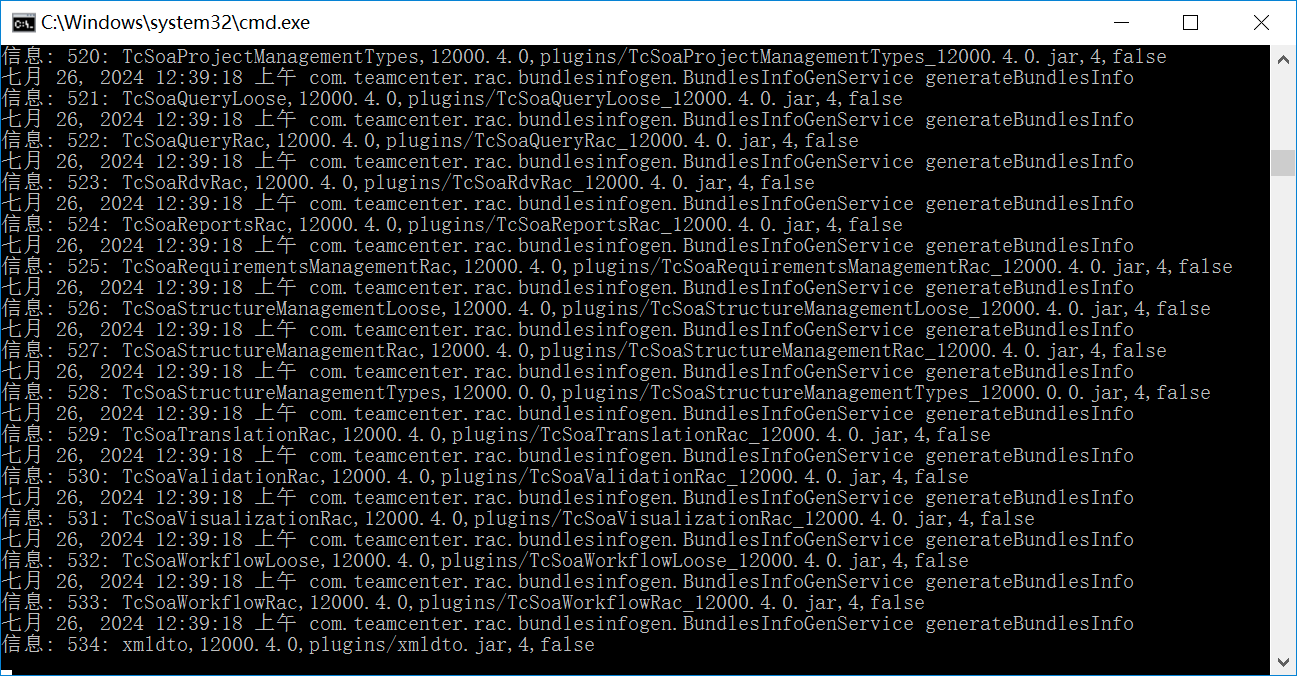 C:\Windows\system32\cmd.exe
信息: 520: TcSoaProjectManagementTypes,12000.4.0,plugins/TcSoaProjectManagementTypes_12000.4.0.jar,4,false
七月 26, 2024 12:39:18 上午 com.teamcenter.rac.bundlesinfogen.BundlesInfoGenService generateBundlesInfo
信息: 521: TcSoaQueryLoose,12000.4.0,plugins/TcSoaQueryLoose_12000.4.0.jar,4,false
七月 26, 2024 12:39:18 上午 com.teamcenter.rac.bundlesinfogen.BundlesInfoGenService generateBundlesInfo
信息: 522: TcSoaQueryRac,12000.4.0,plugins/TcSoaQueryRac_12000.4.0.jar,4,false
七月 26, 2024 12:39:18 上午 com.teamcenter.rac.bundlesinfogen.BundlesInfoGenService generateBundlesInfo
信息: 523: TcSoaRdvRac,12000.4.0,plugins/TcSoaRdvRac_12000.4.0.jar,4,false
七月 26, 2024 12:39:18 上午 com.teamcenter.rac.bundlesinfogen.BundlesInfoGenService generateBundlesInfo
信息: 524: TcSoaReportsRac,12000.4.0,plugins/TcSoaReportsRac_12000.4.0.jar,4,false
七月 26, 2024 12:39:18 上午 com.teamcenter.rac.bundlesinfogen.BundlesInfoGenService generateBundlesInfo
信息: 525: TcSoaRequirementsManagementRac,12000.4.0,plugins/TcSoaRequirementsManagementRac_12000.4.0.jar,4,false
七月 26, 2024 12:39:18 上午 com.teamcenter.rac.bundlesinfogen.BundlesInfoGenService generateBundlesInfo
信息: 526: TcSoaStructureManagementLoose,12000.4.0,plugins/TcSoaStructureManagementLoose_12000.4.0.jar,4,false
七月 26, 2024 12:39:18 上午 com.teamcenter.rac.bundlesinfogen.BundlesInfoGenService generateBundlesInfo
信息: 527: TcSoaStructureManagementRac,12000.4.0,plugins/TcSoaStructureManagementRac_12000.4.0.jar,4,false
七月 26, 2024 12:39:18 上午 com.teamcenter.rac.bundlesinfogen.BundlesInfoGenService generateBundlesInfo
信息: 528: TcSoaStructureManagementTypes,12000.0.0,plugins/TcSoaStructureManagementTypes_12000.0.0.jar,4,false
七月 26, 2024 12:39:18 上午 com.teamcenter.rac.bundlesinfogen.BundlesInfoGenService generateBundlesInfo
信息: 529: TcSoaTranslationRac,12000.4.0,plugins/TcSoaTranslationRac_12000.4.0.jar,4,false
七月 26, 2024 12:39:18 上午 com.teamcenter.rac.bundlesinfogen.BundlesInfoGenService generateBundlesInfo
信息: 530: TcSoaValidationRac,12000.4.0,plugins/TcSoaValidationRac_12000.4.0.jar,4,false
七月 26, 2024 12:39:18 上午 com.teamcenter.rac.bundlesinfogen.BundlesInfoGenService generateBundlesInfo
信息: 531: TcSoaVisualizationRac,12000.4.0,plugins/TcSoaVisualizationRac_12000.4.0.jar,4,false
七月 26, 2024 12:39:18 上午 com.teamcenter.rac.bundlesinfogen.BundlesInfoGenService generateBundlesInfo
信息: 532: TcSoaWorkflowLoose,12000.4.0,plugins/TcSoaWorkflowLoose_12000.4.0.jar,4,false
七月 26, 2024 12:39:18 上午 com.teamcenter.rac.bundlesinfogen.BundlesInfoGenService generateBundlesInfo
信息: 533: TcSoaWorkflowRac,12000.4.0,plugins/TcSoaWorkflowRac_12000.4.0.jar,4,false
七月 26, 2024 12:39:18 上午 com.teamcenter.rac.bundlesinfogen.BundlesInfoGenService generateBundlesInfo
信息: 534: xmldto,12000.4.0,plugins/xmldto.jar,4,false